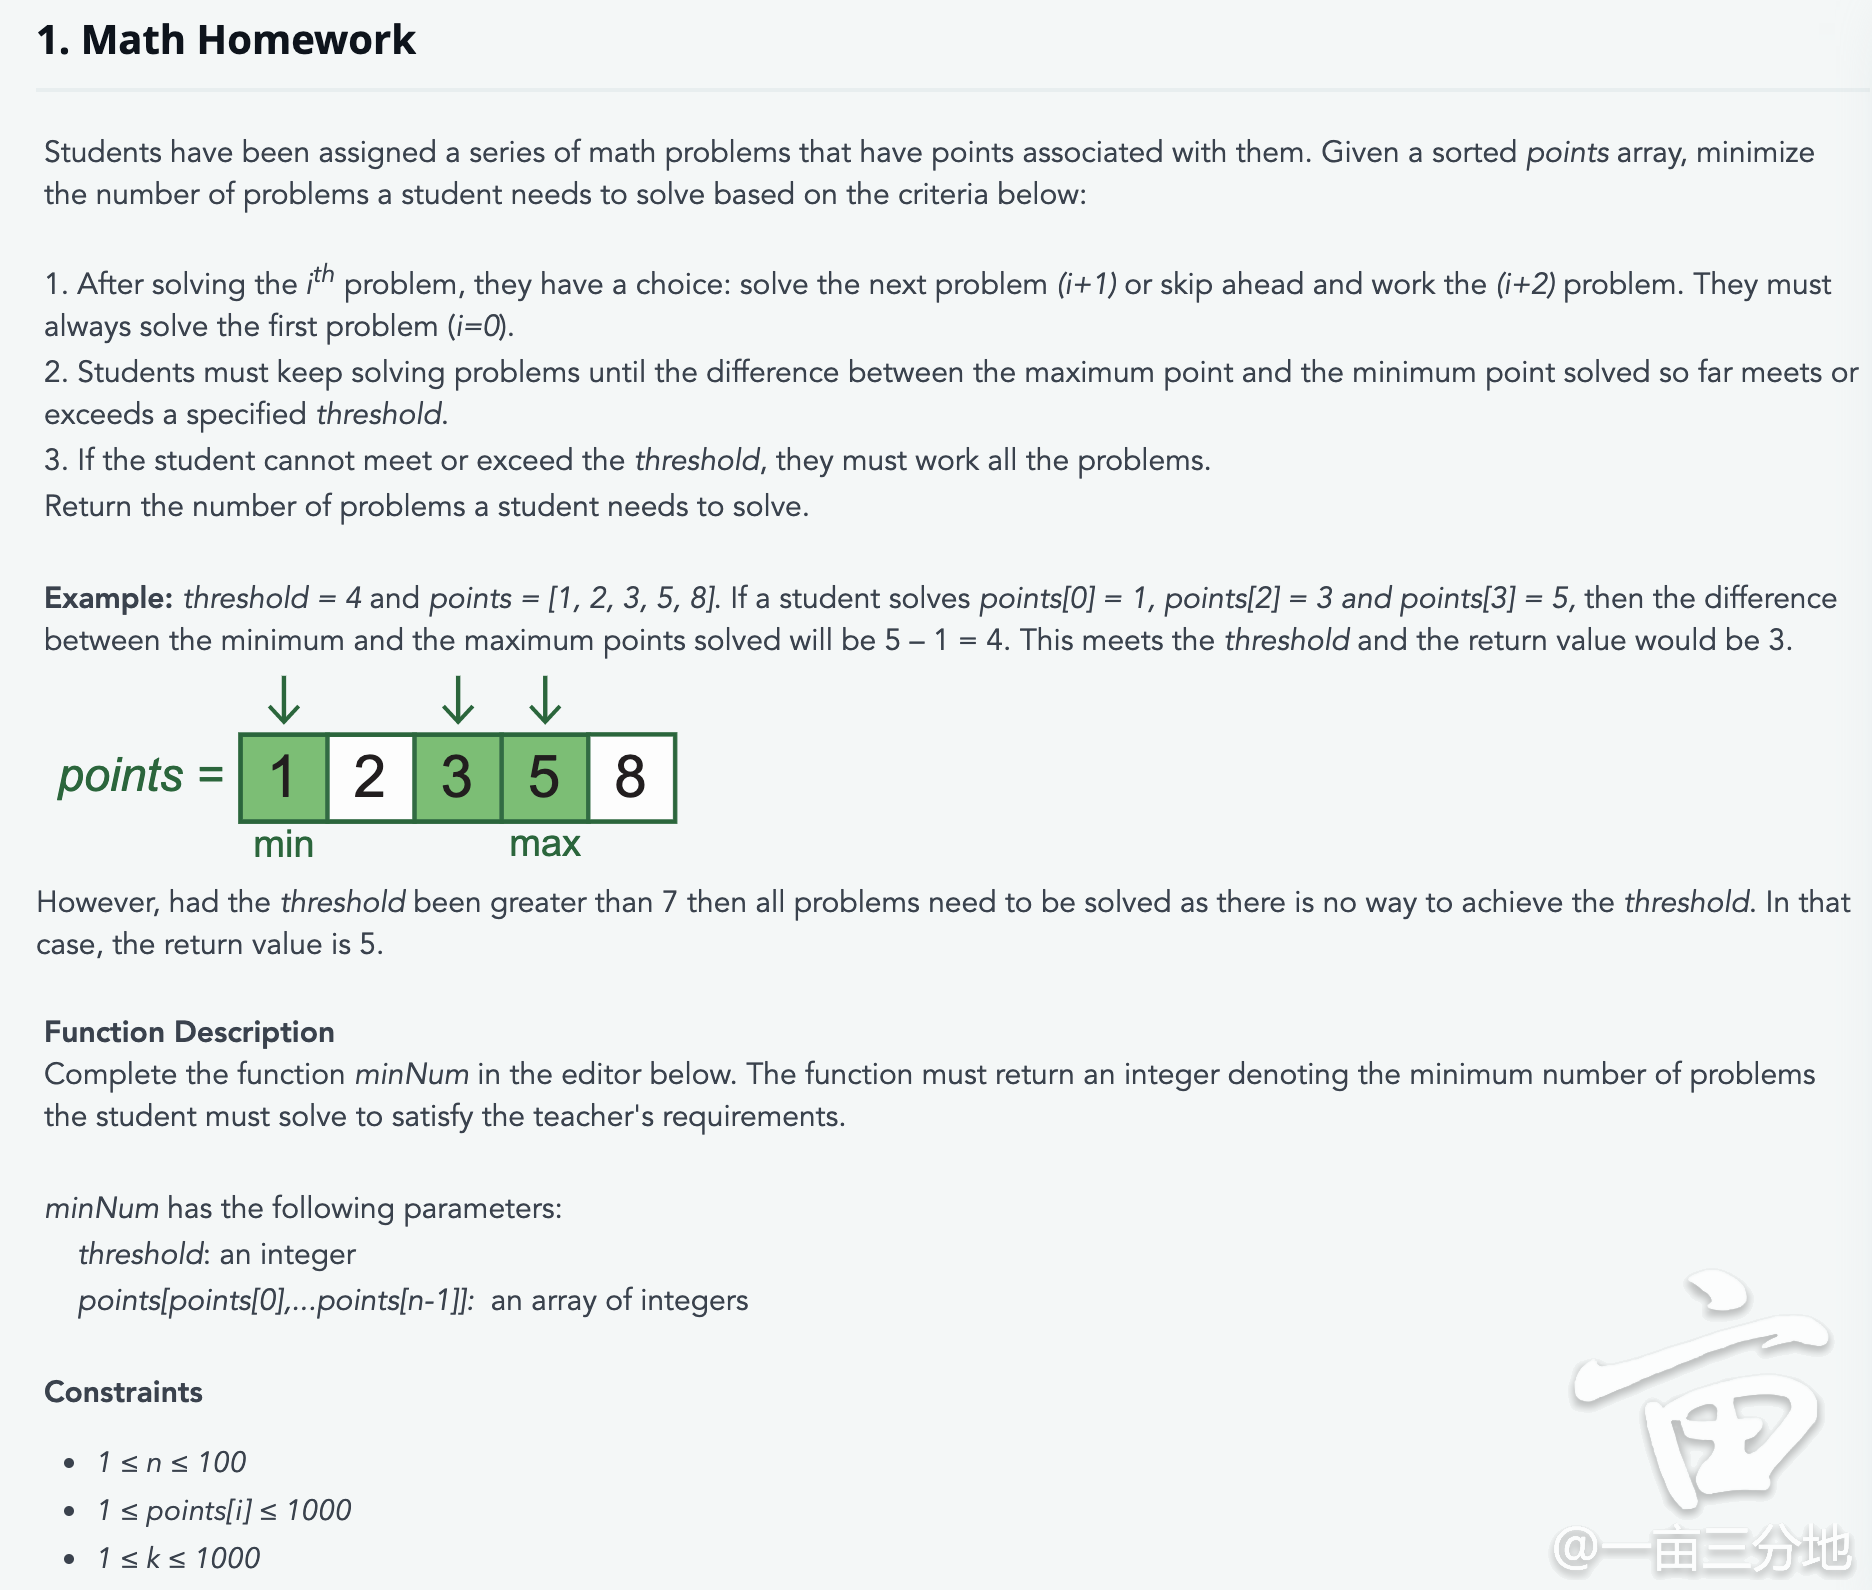 1. Math Homework
Students have been assigned a series of math problems that have points associated with them. Given a sorted points array, minimize
the number of problems a student needs to solve based on the criteria below:
1. After solving the ith problem, they have a choice: solve the next problem (i+1) or skip ahead and work the (i+2) problem. They must
always solve the first problem (i=0).
2. Students must keep solving problems until the difference between the maximum point and the minimum point solved so far meets or
exceeds a specified threshold.
3. If the student cannot meet or exceed the threshold, they must work all the problems.
Return the number of problems a student needs to solve.
Example: threshold = 4 and points = [1, 2, 3, 5, 8]. If a student solves points[0] = 1, points[2] = 3 and points[3] = 5, then the difference
between the minimum and the maximum points solved will be 5 – 1 = 4. This meets the threshold and the return value would be 3.
points = 1 2 3 5 8
min max
However, had the threshold been greater than 7 then all problems need to be solved as there is no way to achieve the threshold. In that
case, the return value is 5.
Function Description
Complete the function minNum in the editor below. The function must return an integer denoting the minimum number of problems
the student must solve to satisfy the teacher's requirements.
minNum has the following parameters:
threshold: an integer
points[points[0],...points[n-1]]: an array of integers
Constraints
• 1 ≤ n ≤ 100
• 1 ≤ points[i] ≤ 1000
• 1 ≤ k ≤ 1000
亩
@一亩三分地